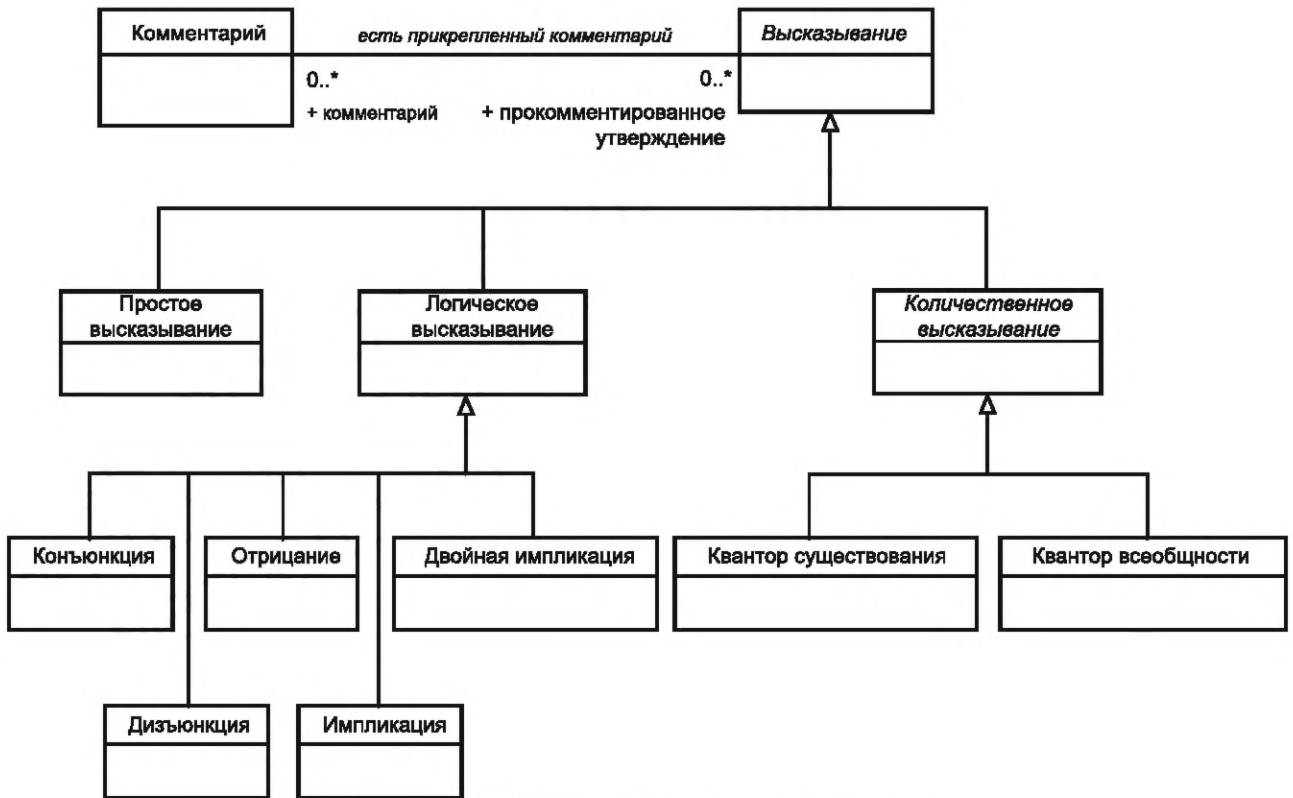 Комментарий
есть прикрепленный комментарий
Высказывание
0..*
0..*
+ комментарий
+ прокомментированное
утверждение
Простое
высказывание
Логическое
высказывание
Количественное
высказывание
Конъюнкция
Отрицание
Двойная импликация
Квантор существования
Квантор всеобщности
Дизъюнкция
Импликация